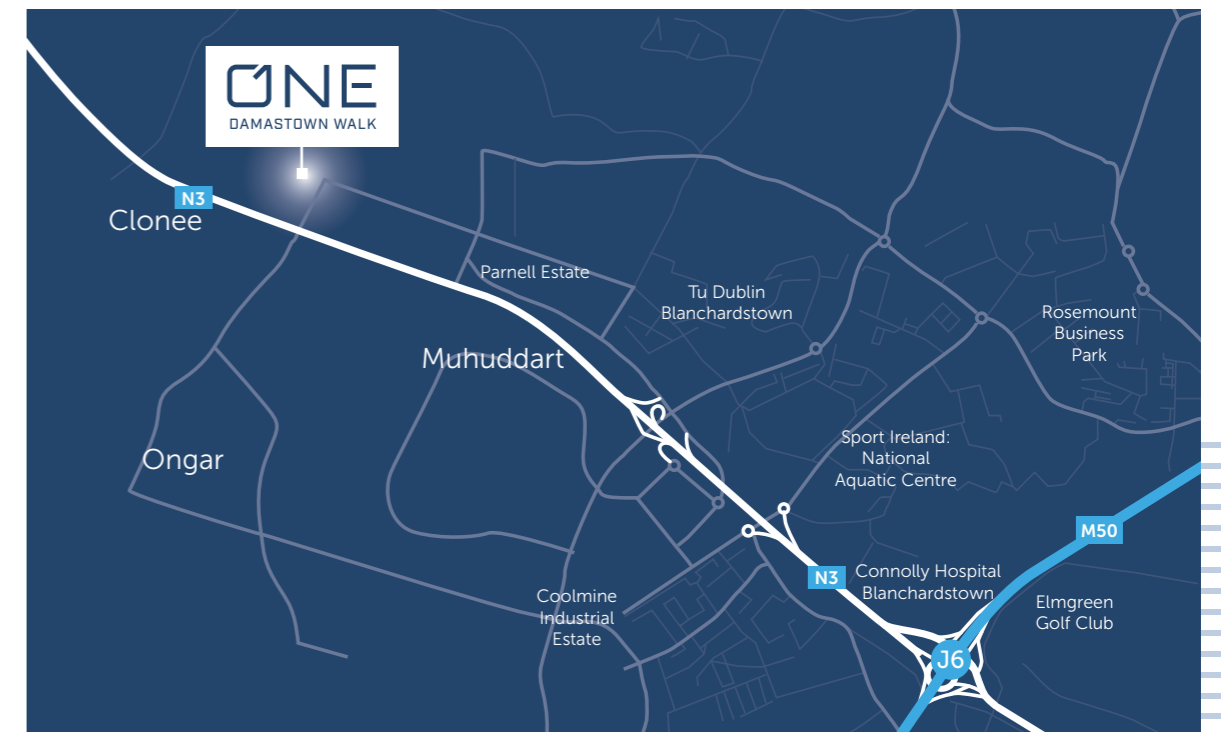 ONE
DAMASTOWN WALK
N3
Clonee
Parnell Estate
Tu Dublin
Blanchardstown
Rosemount
Business
Park
Muhuddart
Ongar
Sport Ireland:
National
Aquatic Centre
M50
N3
Connolly Hospital
Blanchardstown
Coolmine
Industrial
Estate
Elmgreen
Golf Club
J6